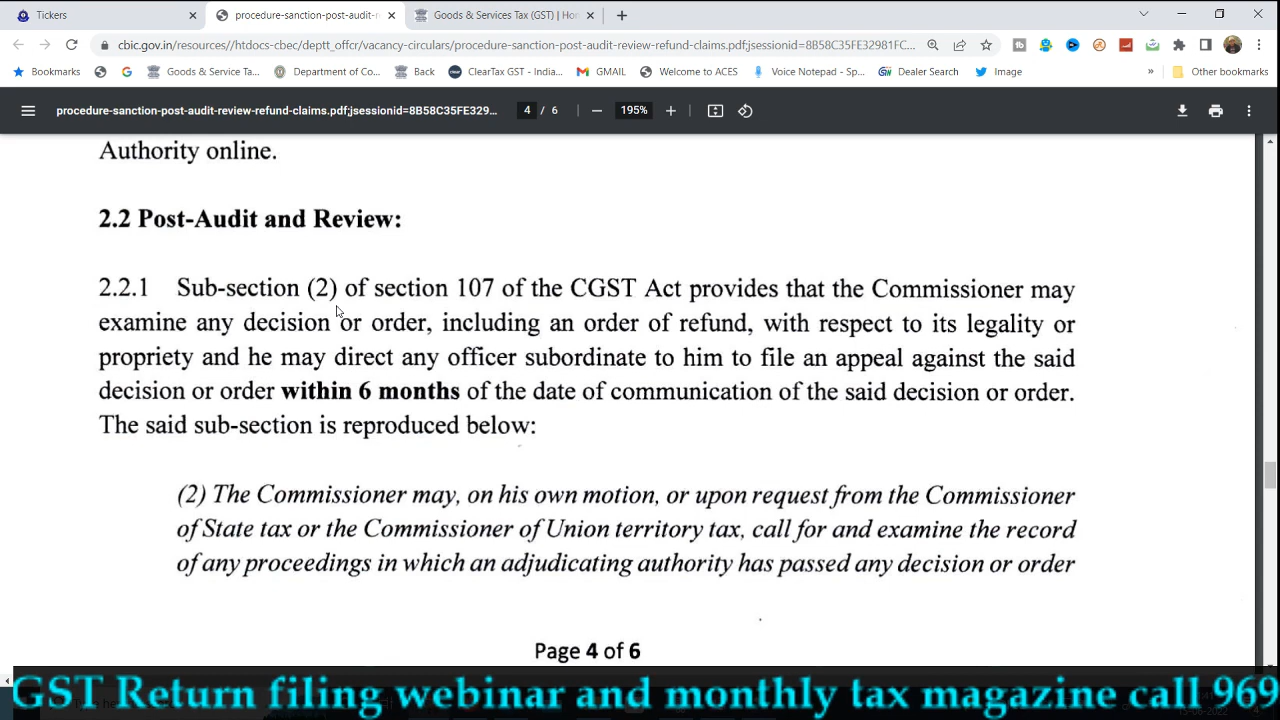 Tickers
procedure-sanction-post-audit-r
Goods & Services Tax (GST) | Ho
cbic.gov.in/resources//htdocs-cbec/deptt_offcr/vacancy-circulars/procedure-sanction-post-audit-review-refund-claims.pdf;jsessionid=8B58C35FE32981FC...
Bookmarks
Goods & Service Ta...
Department of Co...
Back
ClearTax GST - India...
GMAIL
Welcome to ACES
Voice Notepad - Sp...
Dealer Search
Image
»
Other bookmarks
procedure-sanction-post-audit-review-refund-claims.pdf;jsessionid=8B58C35FE329...
4 / 6
195%
Authority online.
2.2 Post-Audit and Review:
2.2.1 Sub-section (2) of section 107 of the CGST Act provides that the Commissioner may
examine any decision or order, including an order of refund, with respect to its legality or
propriety and he may direct any officer subordinate to him to file an appeal against the said
decision or order within 6 months of the date of communication of the said decision or order.
The said sub-section is reproduced below:
(2) The Commissioner may, on his own motion, or upon request from the Commissioner
of State tax or the Commissioner of Union territory tax, call for and examine the record
of any proceedings in which an adjudicating authority has passed any decision or order
Page 4 of 6
GST Return filing webinar and monthly tax magazine call 969